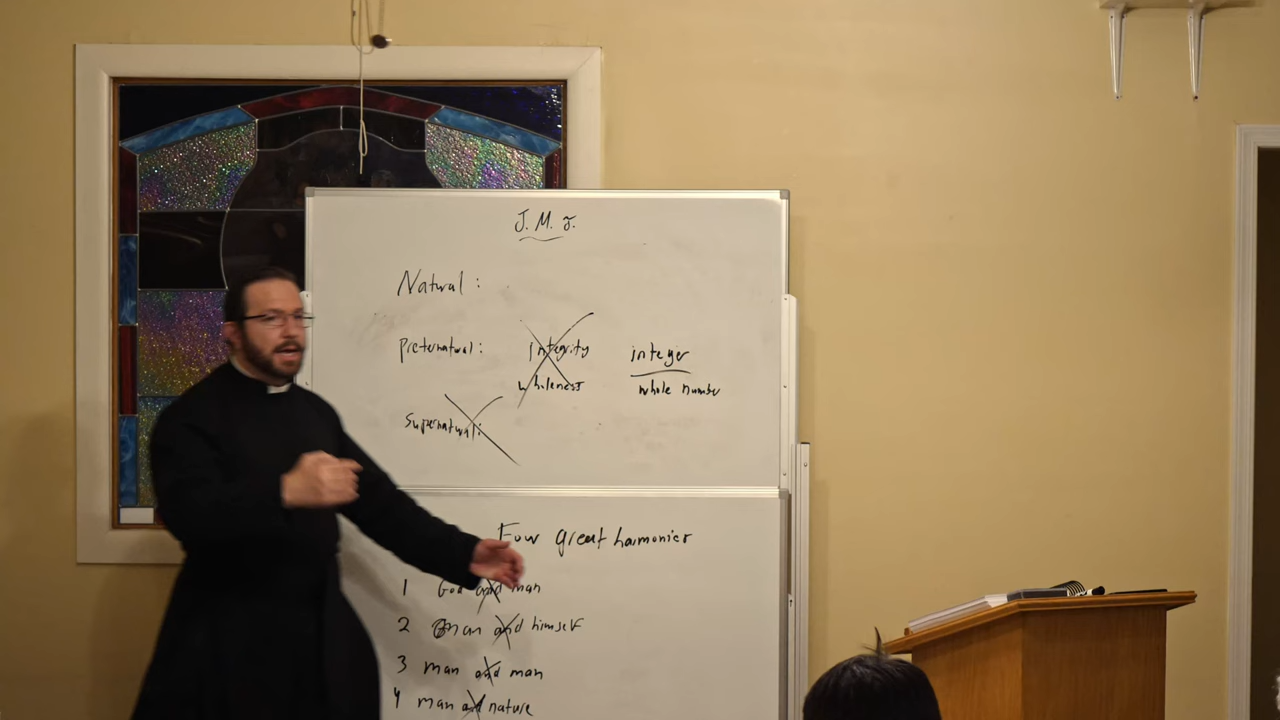 J. M. J.
Natural:
Preternatural: integrity integer
wholeness whole number
Supernatural:
Four great harmonies
1 God and man
2 man and himself
3 man and man
4 man and nature